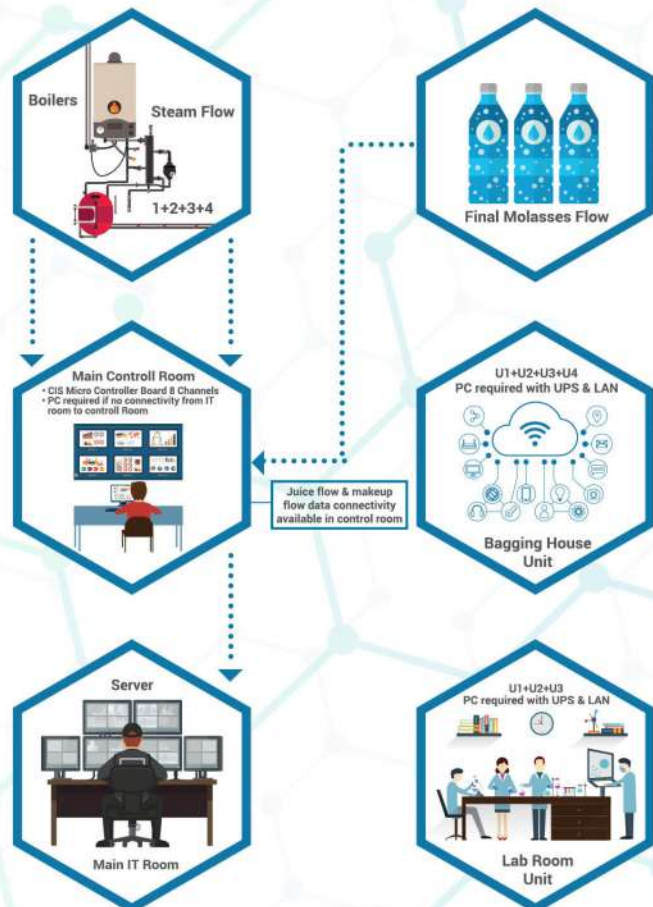 Boilers
Steam Flow
1+2+3+4
Final Molasses Flow
Main Controll Room
• CIS Micro Controller Board 8 Channels
• PC required if no connectivity from IT
room to controll Room
Juice flow & makeup
flow data connectivity
available in control room
U1+U2+U3+U4
PC required with UPS & LAN
Bagging House
Unit
Server
Main IT Room
U1+U2+U3
PC required with UPS & LAN
Lab Room
Unit